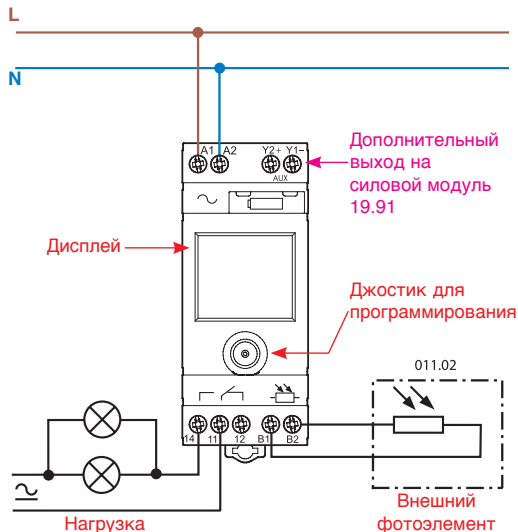 L
N
A1 A2 Y2+ Y1–
AUX
Дополнительный
выход на
силовой модуль
19.91
Дисплей
Джостик для
программирования
011.02
14 11 12 B1 B2
Нагрузка
Внешний
фотоэлемент